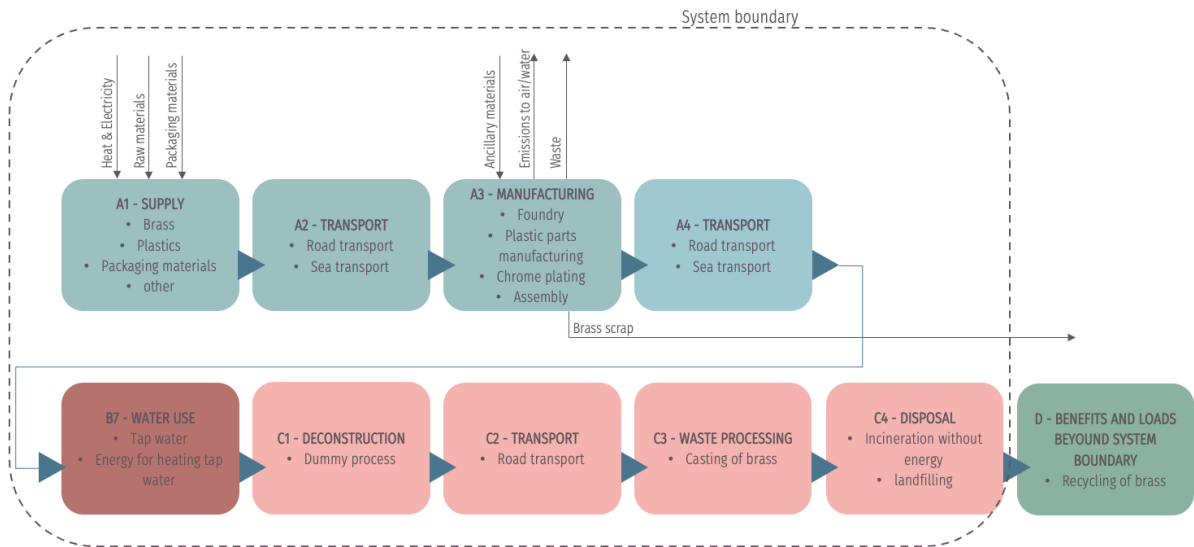 System boundary
Heat & Electricity
Raw materials
Packaging materials
Ancillary materials
Emissions to air/water
Waste
A1 - SUPPLY
• Brass
• Plastics
• Packaging materials
• other
A2 - TRANSPORT
• Road transport
• Sea transport
A3 - MANUFACTURING
• Foundry
• Plastic parts
manufacturing
• Chrome plating
• Assembly
A4 - TRANSPORT
• Road transport
• Sea transport
Brass scrap
B7 - WATER USE
• Tap water
• Energy for heating tap
water
C1 - DECONSTRUCTION
• Dummy process
C2 - TRANSPORT
• Road transport
C3 - WASTE PROCESSING
• Casting of brass
C4 - DISPOSAL
• Incineration without
energy
• landfilling
D - BENEFITS AND LOADS
BEYOUND SYSTEM
BOUNDARY
• Recycling of brass